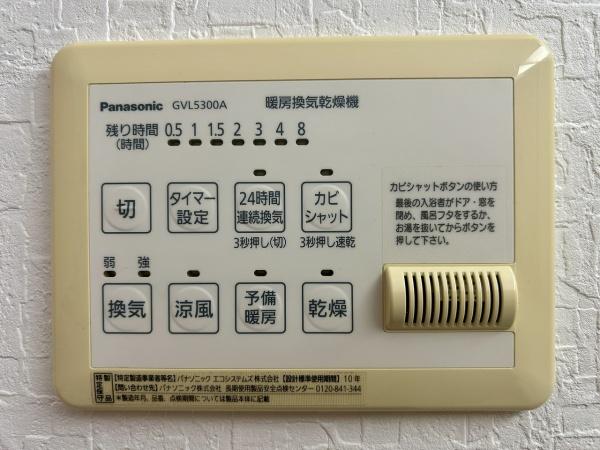 Panasonic GVL5300A 暖房換気乾燥機
残り時間 0.5 1 1.5 2 3 4 8
(時間)
切
タイマー
設定
24時間
連続換気
3秒押し(切)
カビ
シャット
3秒押し速乾
カビシャットボタンの使い方
最後の入浴者がドア・窓を
閉め、風呂フタをするか、
お湯を抜いてからボタンを
押して下さい。
弱 強
換気
涼風
予備
暖房
乾燥
特定保守製品
【特定製造事業者等名】パナソニック エコシステムズ株式会社 【設計標準使用期間】10年
【問い合わせ先】パナソニック株式会社 長期使用製品安全点検センター 0120-841-344
*製造年月、品番、点検期間については製品本体に記載